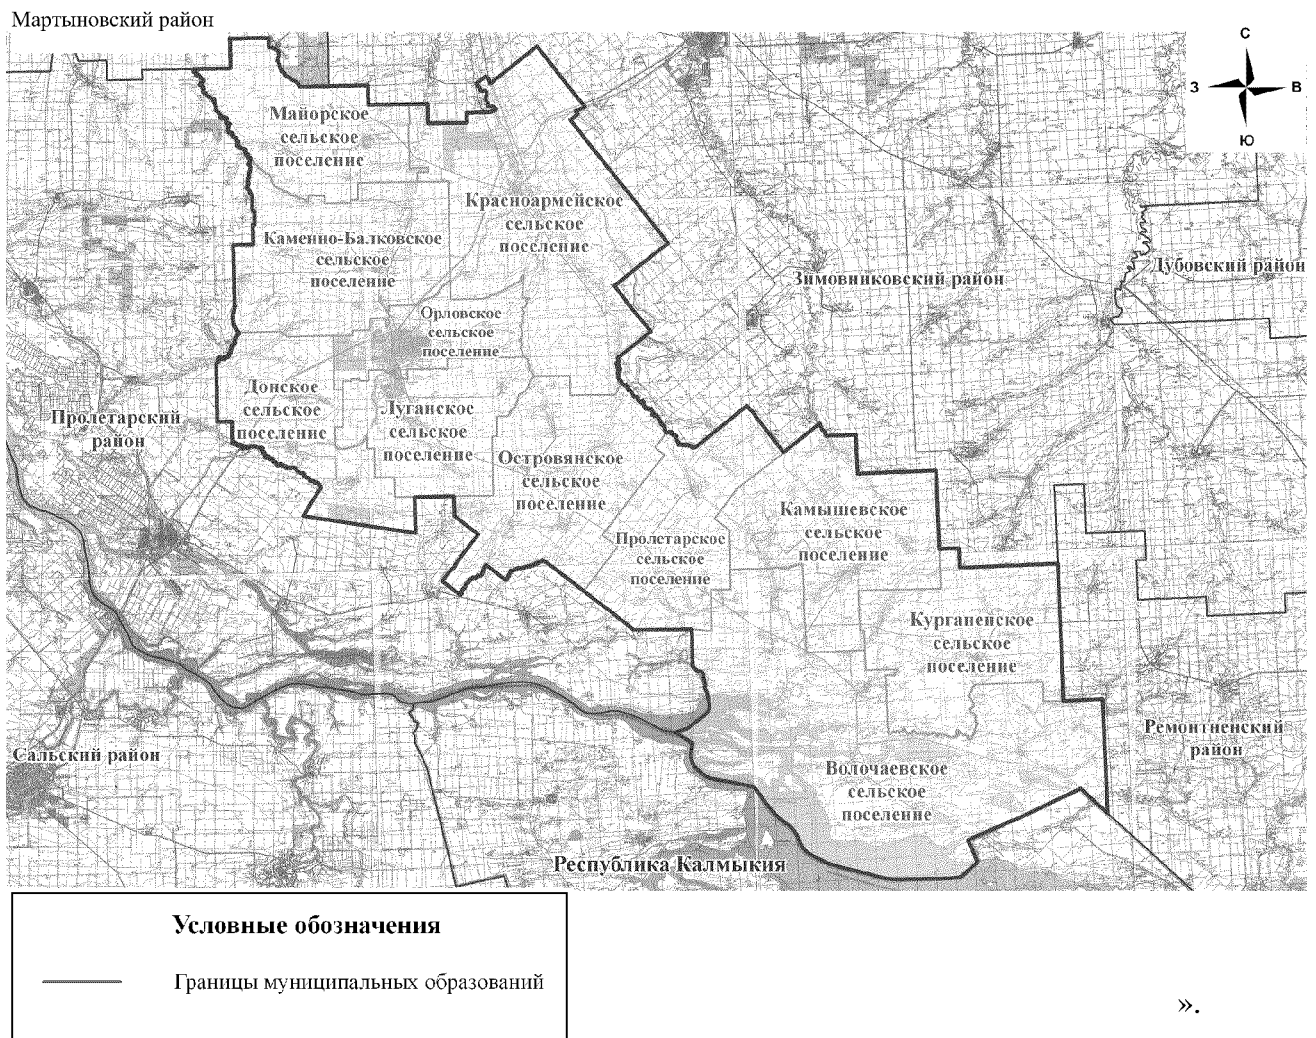 Мартыновский район
С
З
В
Ю
Майорское
сельское
поселение
Красноармейское
сельское
поселение
Каменно-Балковское
сельское
поселение
Зимовниковский район
Дубовский район
Орловское
сельское
поселение
Донское
сельское
поселение
Луганское
сельское
поселение
Пролетарский
район
Островянское
сельское
поселение
Камышевское
сельское
поселение
Пролетарское
сельское
поселение
Курганенское
сельское
поселение
Ремонтненский
район
Сальский район
Волочаевское
сельское
поселение
Республика Калмыкия
Условные обозначения
Границы муниципальных образований
».